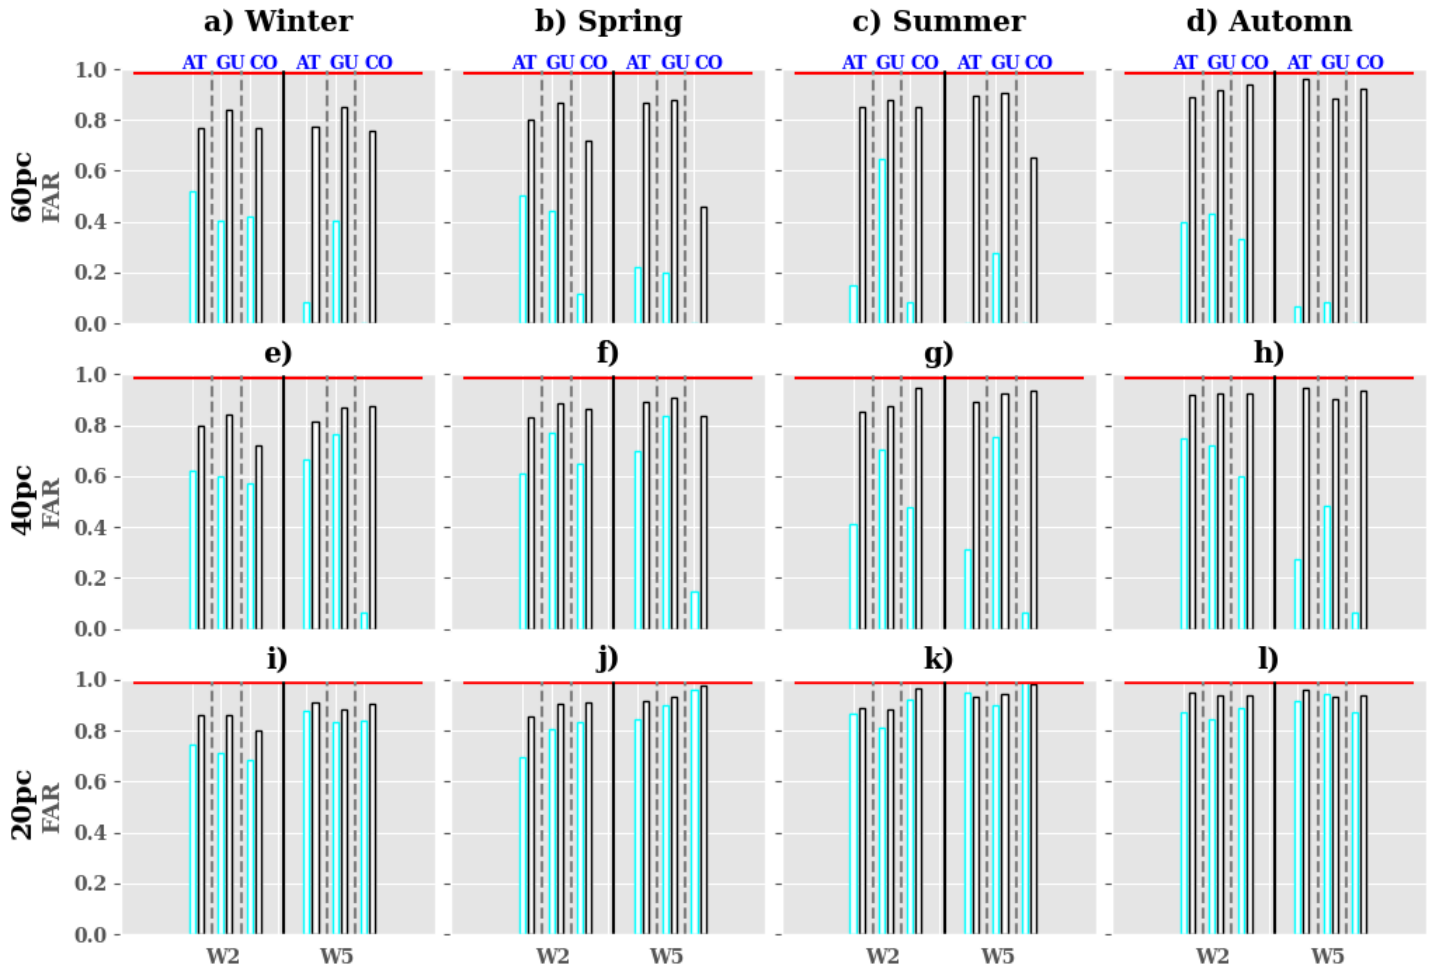 a) Winter b) Spring c) Summer d) Automn
AT GU CO AT GU CO AT GU CO AT GU CO AT GU CO AT GU CO AT GU CO AT GU CO
60pc
FAR
1.0
0.8
0.6
0.4
0.2
0.0
e) f) g) h)
40pc
FAR
1.0
0.8
0.6
0.4
0.2
0.0
i) j) k) l)
20pc
FAR
1.0
0.8
0.6
0.4
0.2
0.0
W2 W5 W2 W5 W2 W5 W2 W5